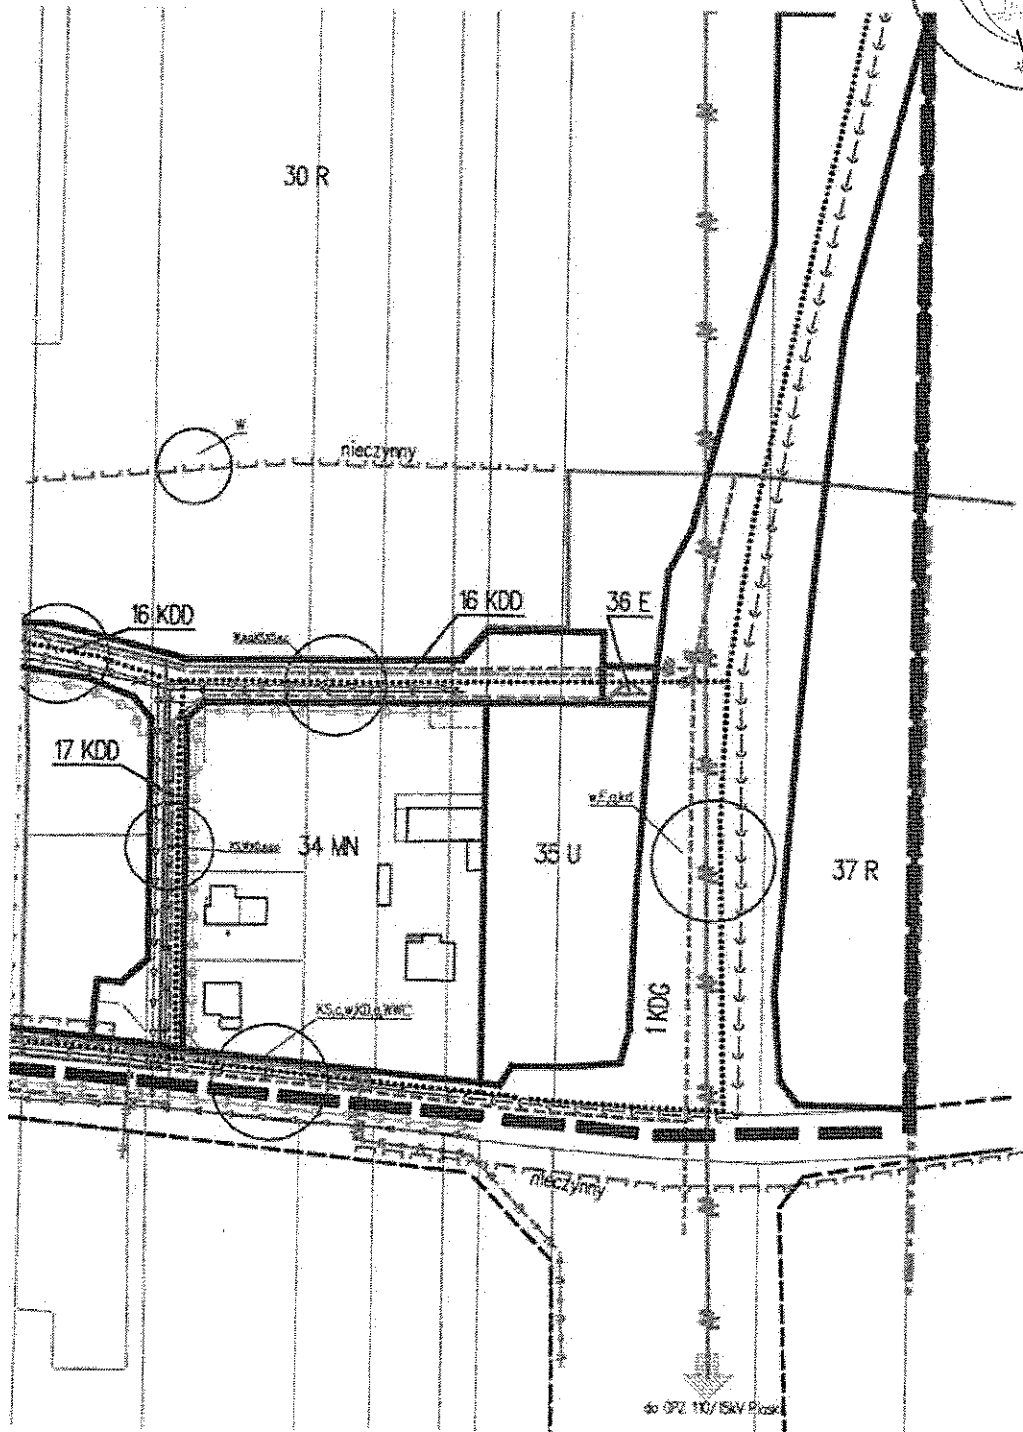 30 R
w
nieczynny
16 KDD
16 KDD
36 E
17 KDD
34 MN
35 U
37 R
1 KDG
nieczynny
do GPZ 110/15kV Piaski